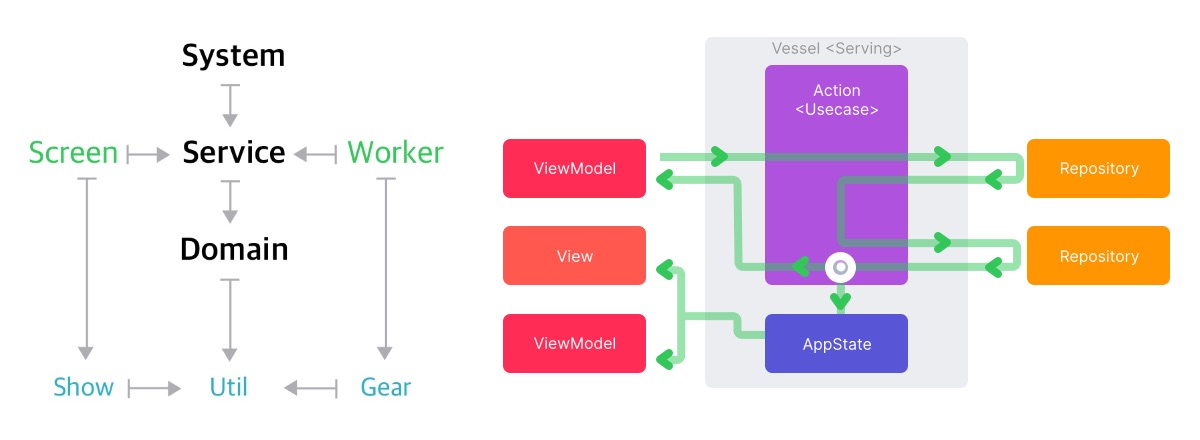 System
Screen
Service
Worker
Domain
Show
Util
Gear
Vessel <Serving>
Action
<Usecase>
ViewModel
Repository
View
Repository
ViewModel
AppState